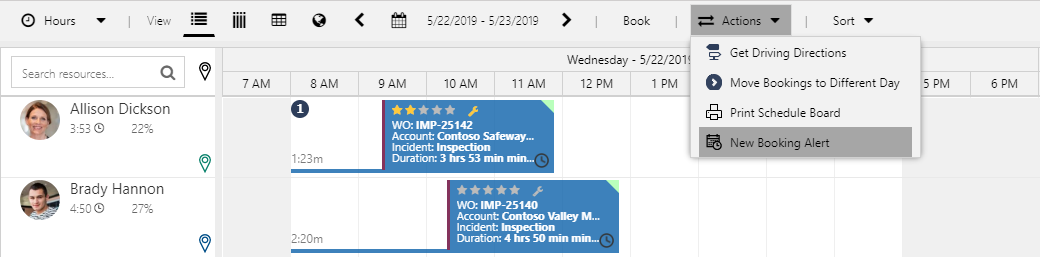 Hours View 5/22/2019 - 5/23/2019 Book Actions Sort
Get Driving Directions
Move Bookings to Different Day
Print Schedule Board
New Booking Alert
Search resources...
Wednesday - 5/22/
7 AM 8 AM 9 AM 10 AM 11 AM 12 PM 5 PM 6 PM
Allison Dickson
3:53 22%
1
1:23m
WO: IMP-25142
Account: Contoso Safeway...
Incident: Inspection
Duration: 3 hrs 53 min min...
Brady Hannon
4:50 27%
2:20m
WO: IMP-25140
Account: Contoso Valley M...
Incident: Inspection
Duration: 4 hrs 50 min min...